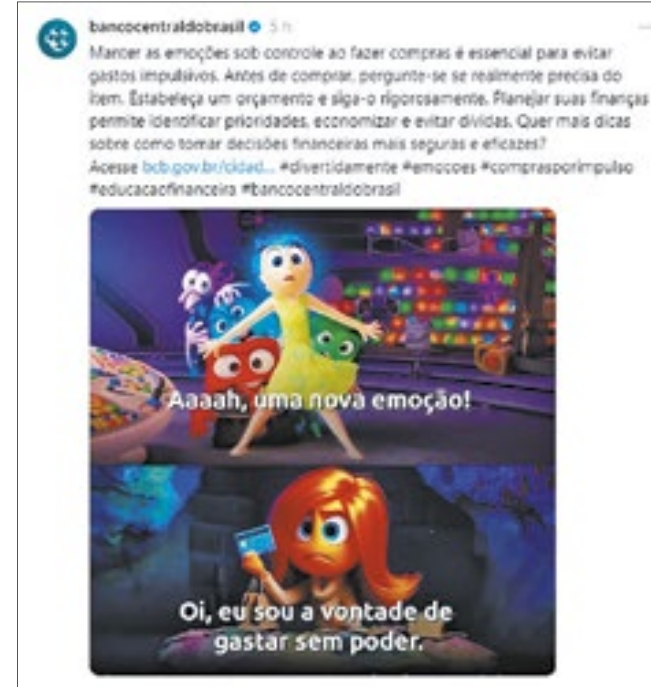 bancocentraldobrasil 5 h
Manter as emoções sob controle ao fazer compras é essencial para evitar
gastos impulsivos. Antes de comprar, pergunte-se se realmente precisa do
item. Estabeleça um orçamento e siga-o rigorosamente. Planejar suas finanças
permite identificar prioridades, economizar e evitar dívidas. Quer mais dicas
sobre como tomar decisões financeiras mais seguras e eficazes?
Acesse bcb.gov.br/cidad... #divertidamente #emocoes #comprasporimpulso
#educacaofinanceira #bancocentraldobrasil
Aaaah, uma nova emoção!
Oi, eu sou a vontade de
gastar sem poder.